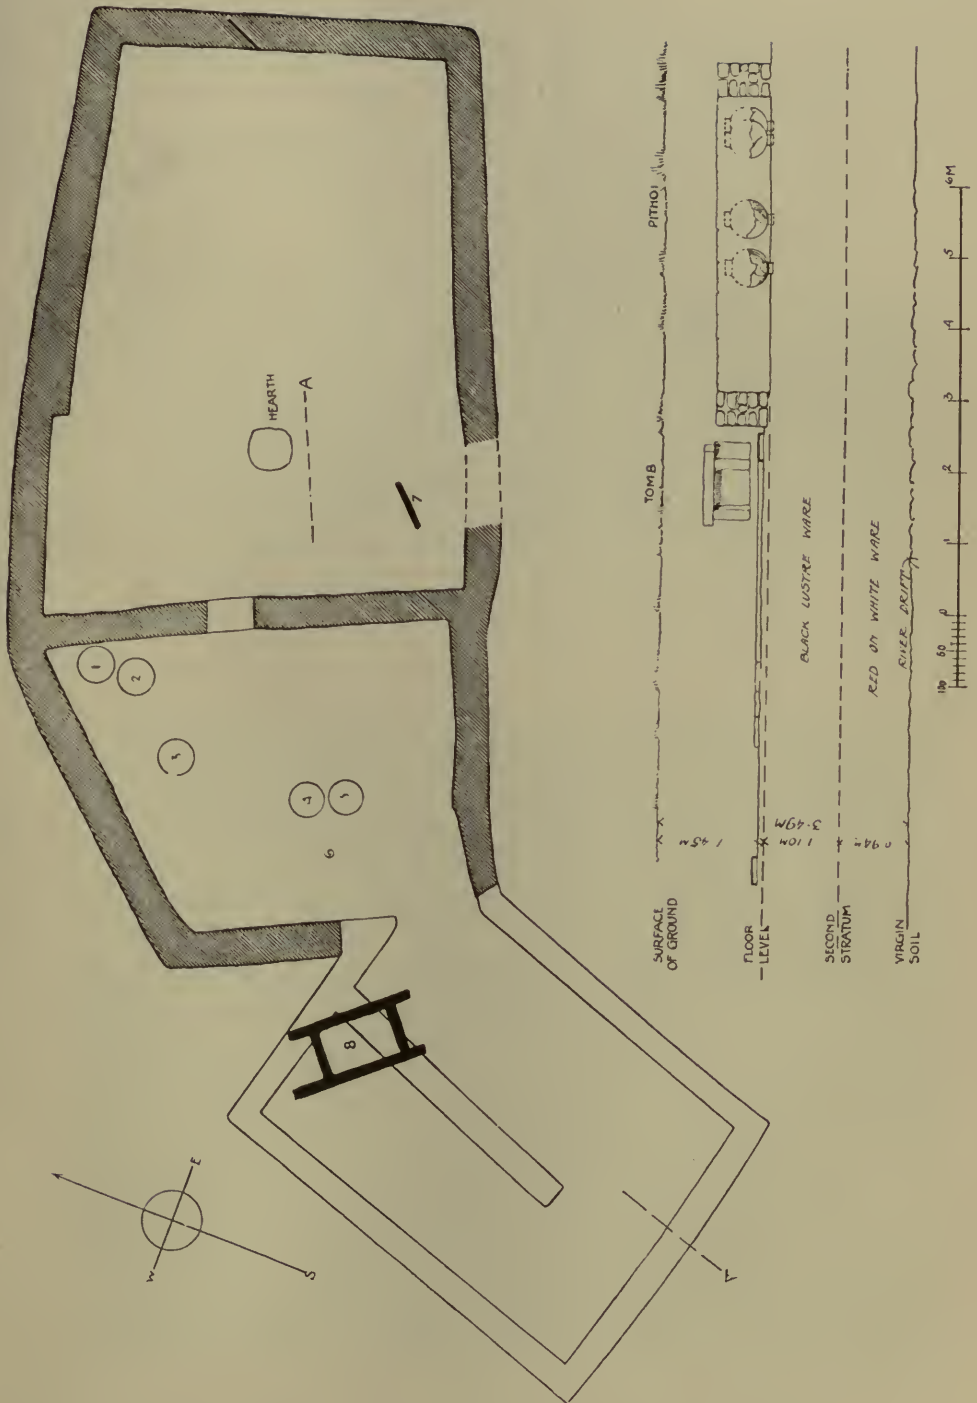 HEARTH
A
7
1
2
3
4
5
6
8
W
E
S
A
TOMB
PITHOI
SURFACE
OF GROUND
1.45M
FLOOR
LEVEL
1.10M
3.49M
BLACK LUSTRE WARE
SECOND
STRATUM
0.94M
RED ON WHITE WARE
RIVER DRIFT
VIRGIN
SOIL
100 50 0 1 2 3 4 5 6M